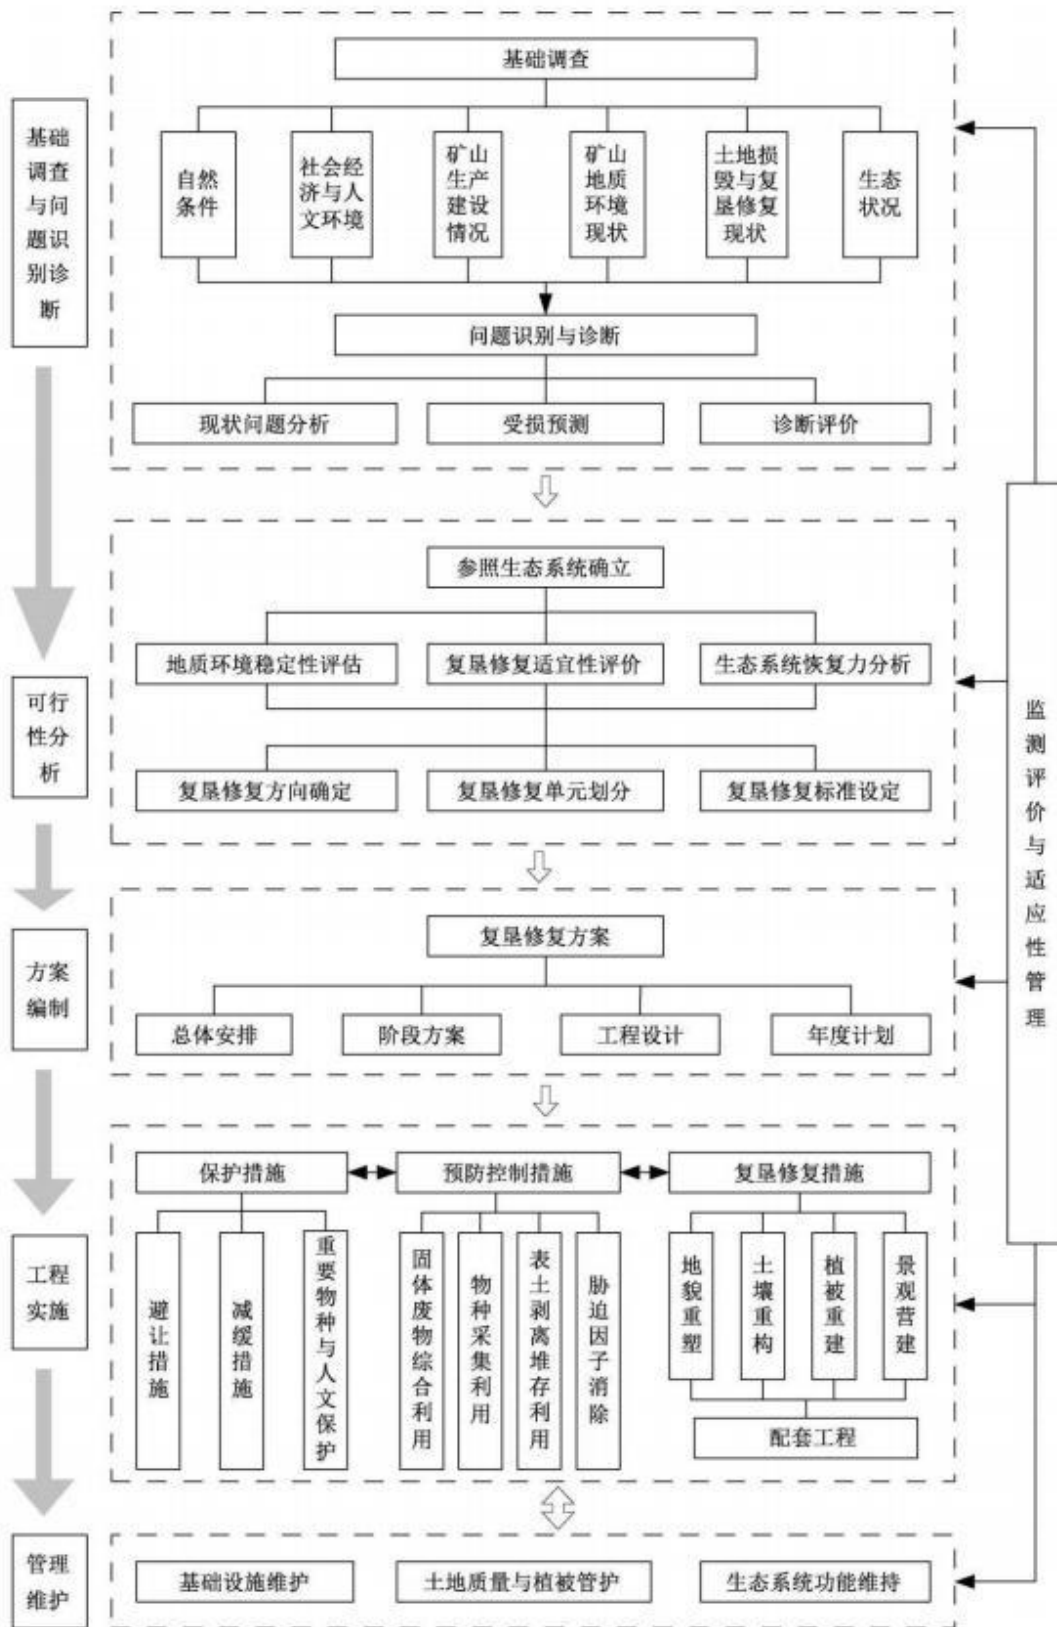 基础
调查
与问
题识
别诊
断
基础调查
自然
条件
社会经
济与人
文环境
矿山
生产
建设
情况
矿山
地质
环境
现状
土地损
毁与复
垦修复
现状
生态
状况
问题识别与诊断
现状问题分析
受损预测
诊断评价
可行
性分
析
参照生态系统确立
地质环境稳定性评估
复垦修复适宜性评价
生态系统恢复力分析
复垦修复方向确定
复垦修复单元划分
复垦修复标准设定
方案
编制
复垦修复方案
总体安排
阶段方案
工程设计
年度计划
工程
实施
保护措施
预防控制措施
复垦修复措施
避让措施
减缓措施
重要物种与人文保护
固体废物综合利用
物种采集利用
表土剥离堆存利用
胁迫因子消除
地貌重塑
土壤重构
植被重建
景观营建
配套工程
管理
维护
基础设施维护
土地质量与植被管护
生态系统功能维持
监测评价与适应性管理